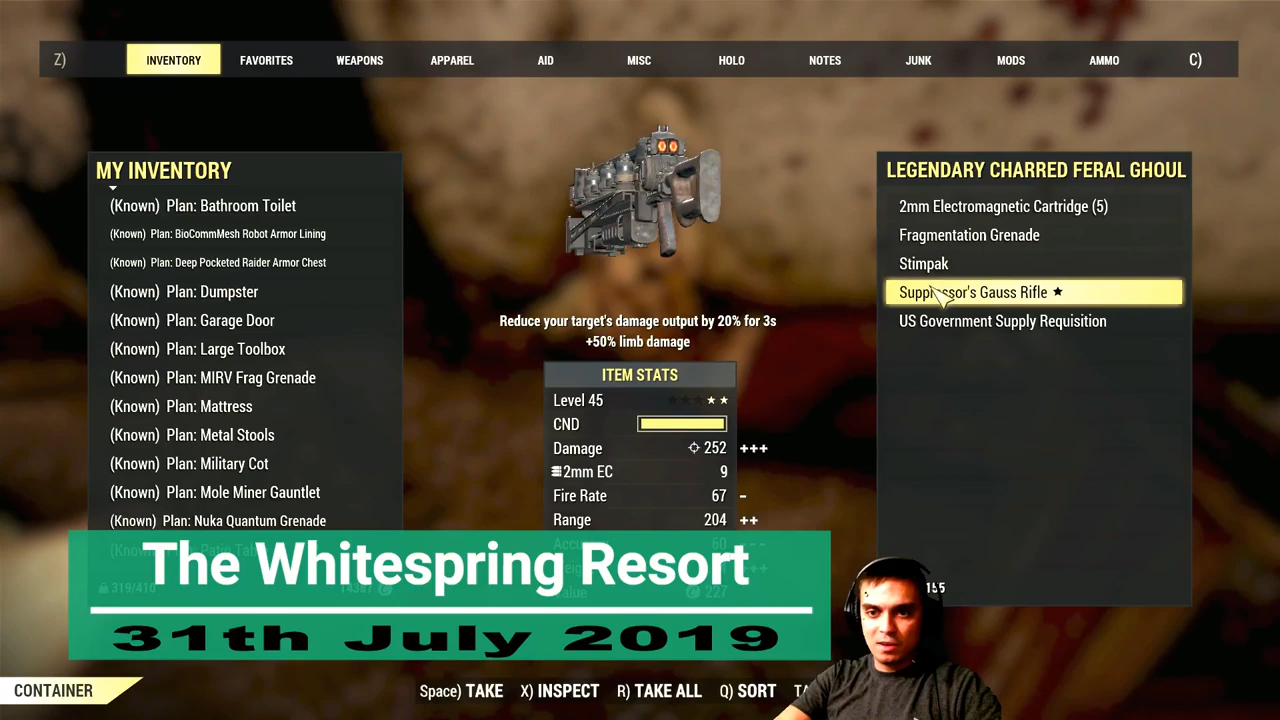 Z) INVENTORY FAVORITES WEAPONS APPAREL AID MISC HOLO NOTES JUNK MODS AMMO C)
MY INVENTORY
(Known) Plan: Bathroom Toilet
(Known) Plan: BioCommMesh Robot Armor Lining
(Known) Plan: Deep Pocketed Raider Armor Chest
(Known) Plan: Dumpster
(Known) Plan: Garage Door
(Known) Plan: Large Toolbox
(Known) Plan: MIRV Frag Grenade
(Known) Plan: Mattress
(Known) Plan: Metal Stools
(Known) Plan: Military Cot
(Known) Plan: Mole Miner Gauntlet
(Known) Plan: Nuka Quantum Grenade
Reduce your target's damage output by 20% for 3s
+50% limb damage
ITEM STATS
Level 45
CND
Damage 252 +++
2mm EC 9
Fire Rate 67 -
Range 204 ++
LEGENDARY CHARRED FERAL GHOUL
2mm Electromagnetic Cartridge (5)
Fragmentation Grenade
Stimpak
Suppressor's Gauss Rifle ★
US Government Supply Requisition
The Whitespring Resort
31th July 2019
CONTAINER
Space) TAKE X) INSPECT R) TAKE ALL Q) SORT